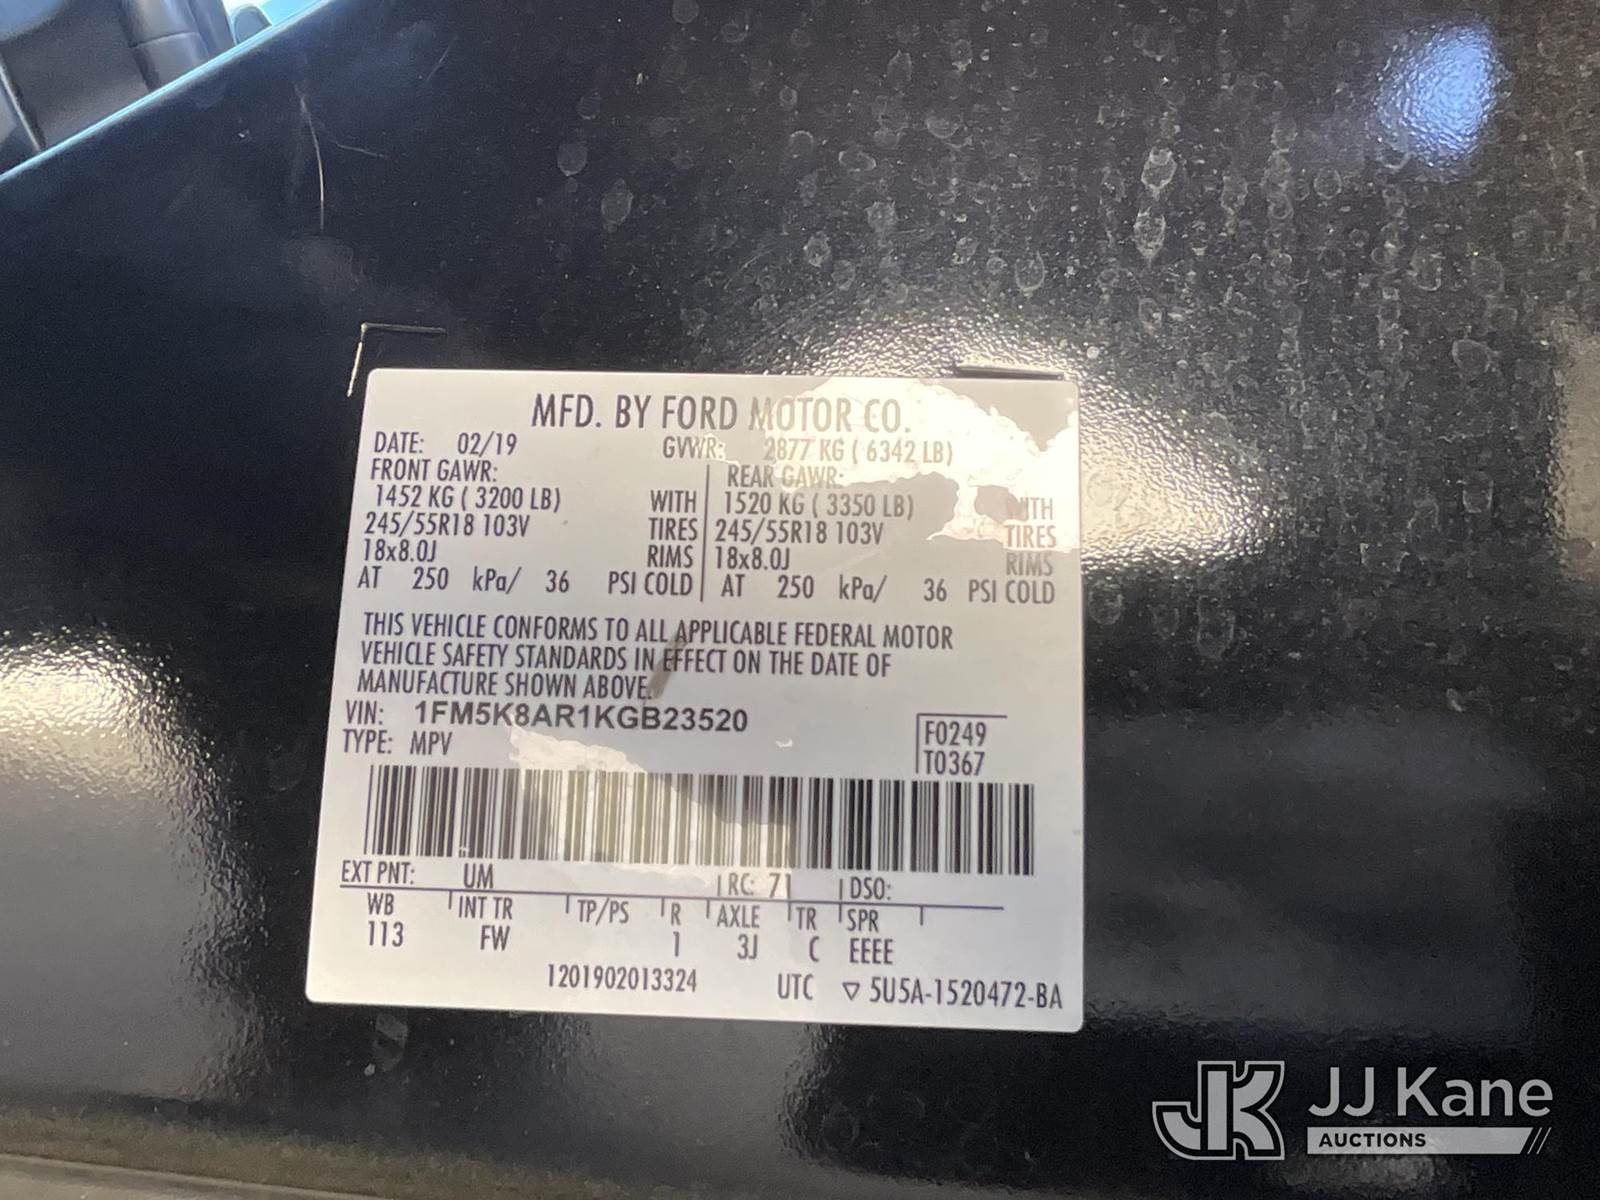 MFD. BY FORD MOTOR CO.
DATE: 02/19 GVWR: 2877 KG ( 6342 LB)
FRONT GAWR: REAR GAWR:
1452 KG ( 3200 LB) WITH 1520 KG ( 3350 LB) WITH
245/55R18 103V TIRES 245/55R18 103V TIRES
18x8.0J RIMS 18x8.0J RIMS
AT 250 kPa/ 36 PSI COLD AT 250 kPa/ 36 PSI COLD
THIS VEHICLE CONFORMS TO ALL APPLICABLE FEDERAL MOTOR
VEHICLE SAFETY STANDARDS IN EFFECT ON THE DATE OF
MANUFACTURE SHOWN ABOVE.
VIN: 1FM5K8AR1KGB23520
TYPE: MPV
F0249
T0367
EXT PNT: UM RC: 71 DSO:
WB INT TR TP/PS R AXLE TR SPR
113 FW 1 3J C EEEE
1201902013324 UTC ▽ 5U5A-1520472-BA
JK JJ Kane
AUCTIONS